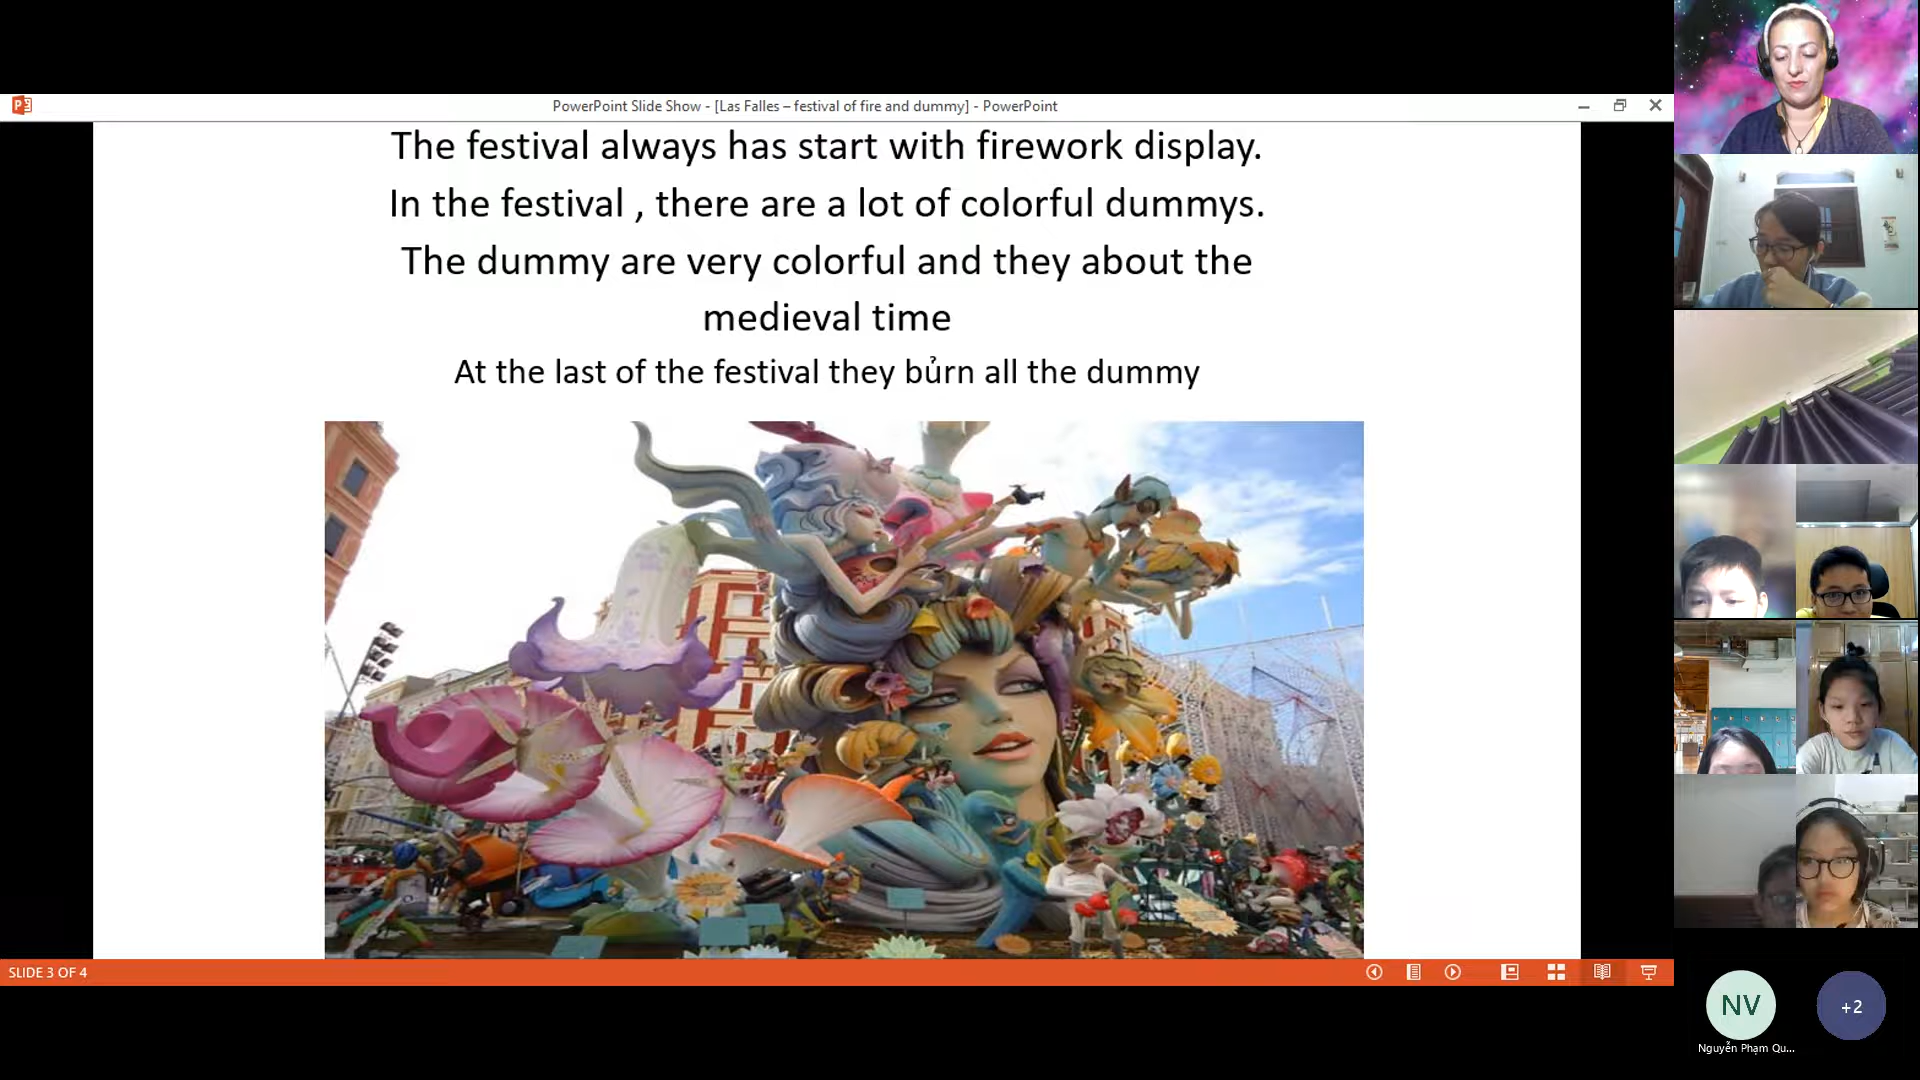 PowerPoint Slide Show - [Las Falles – festival of fire and dummy] - PowerPoint
The festival always has start with firework display.
In the festival , there are a lot of colorful dummys.
The dummy are very colorful and they about the
medieval time
At the last of the festival they bủrn all the dummy
SLIDE 3 OF 4
NV
+2
Nguyễn Phạm Qu...